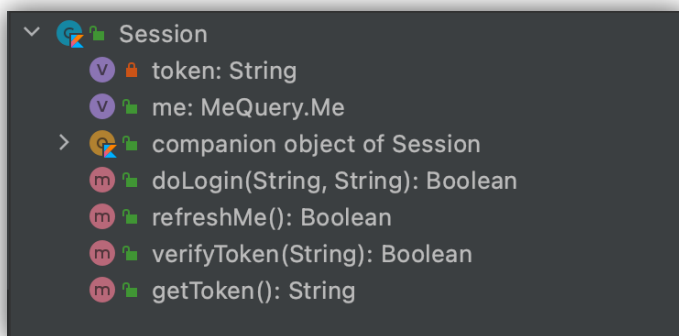 Session
token: String
me: MeQuery.Me
companion object of Session
doLogin(String, String): Boolean
refreshMe(): Boolean
verifyToken(String): Boolean
getToken(): String